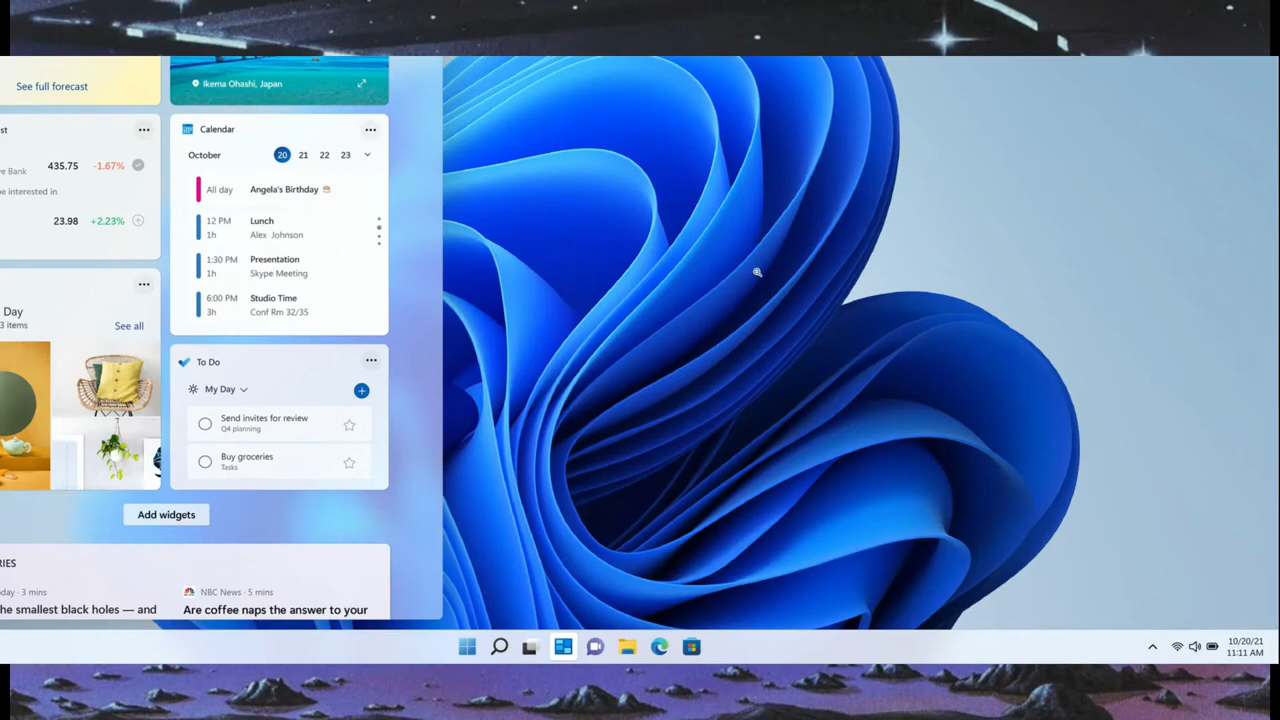 See full forecast
Ikema Ohashi, Japan
st
ve Bank
435.75
-1.67%
be interested in
23.98
+2.23%
Day
3 items
See all
Calendar
October
20
21
22
23
All day
Angela's Birthday
12 PM
Lunch
1h
Alex Johnson
1:30 PM
Presentation
1h
Skype Meeting
6:00 PM
Studio Time
3h
Conf Rm 32/35
To Do
My Day
Send invites for review
Q4 planning
Buy groceries
Tasks
Add widgets
RIES
day · 3 mins
he smallest black holes — and
NBC News · 5 mins
Are coffee naps the answer to your
10/20/21
11:11 AM